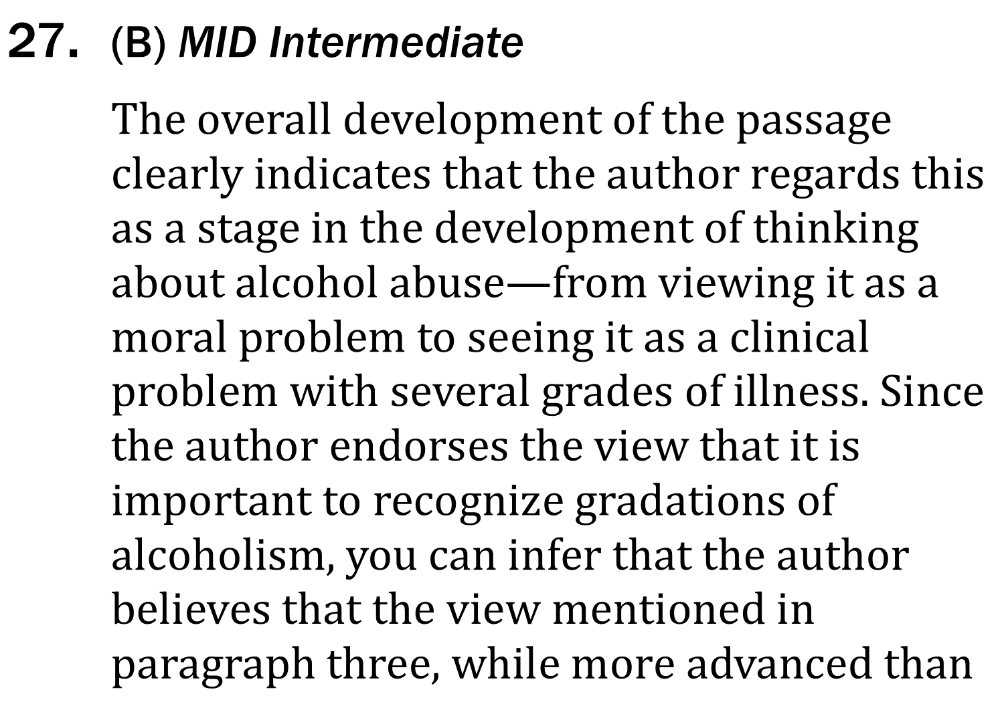 27. (B) MID Intermediate
The overall development of the passage
clearly indicates that the author regards this
as a stage in the development of thinking
about alcohol abuse—from viewing it as a
moral problem to seeing it as a clinical
problem with several grades of illness. Since
the author endorses the view that it is
important to recognize gradations of
alcoholism, you can infer that the author
believes that the view mentioned in
paragraph three, while more advanced than